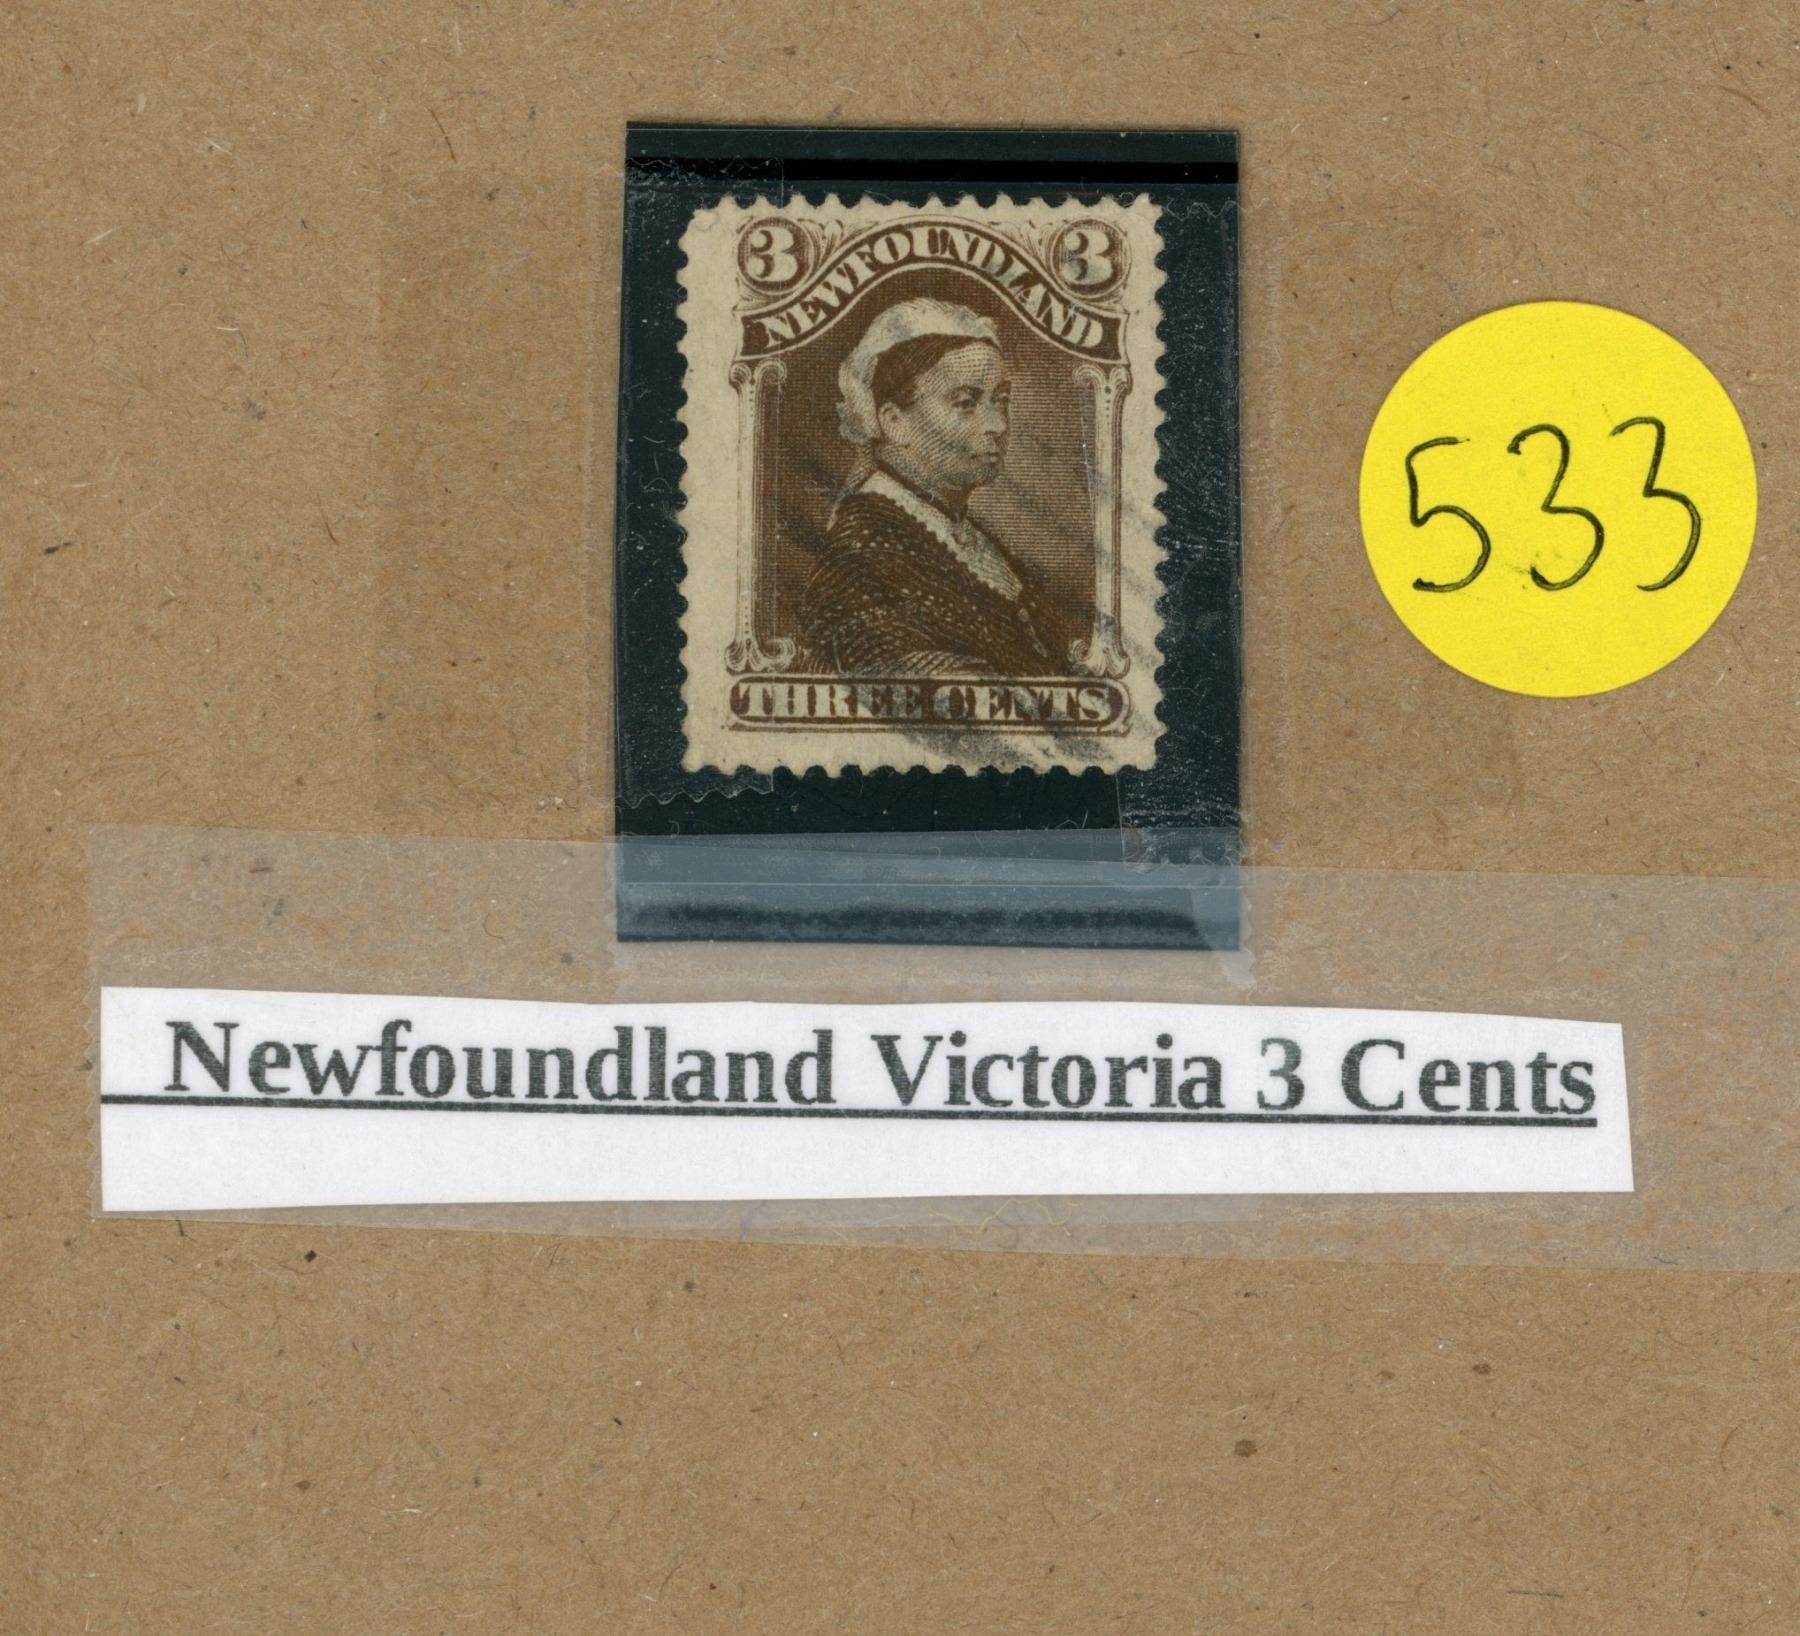 3 3
NEWFOUNDLAND
THREE CENTS
533
Newfoundland Victoria 3 Cents